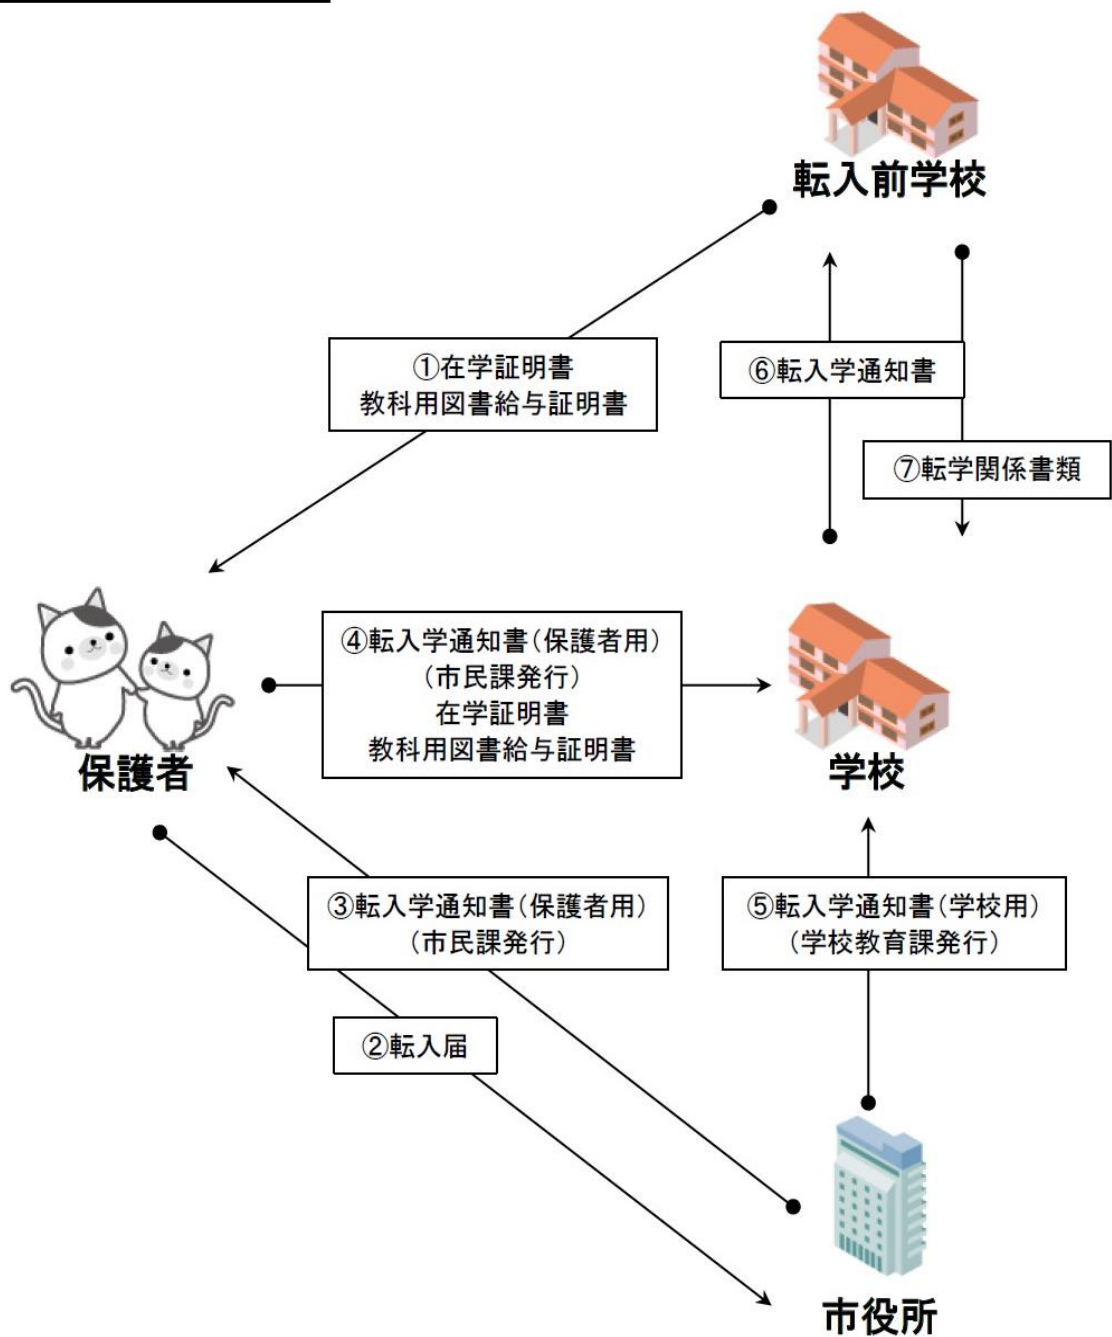 転入前学校
①在学証明書
教科用図書給与証明書
⑥転入学通知書
⑦転学関係書類
④転入学通知書(保護者用)
(市民課発行)
在学証明書
教科用図書給与証明書
保護者
学校
③転入学通知書(保護者用)
(市民課発行)
⑤転入学通知書(学校用)
(学校教育課発行)
②転入届
市役所